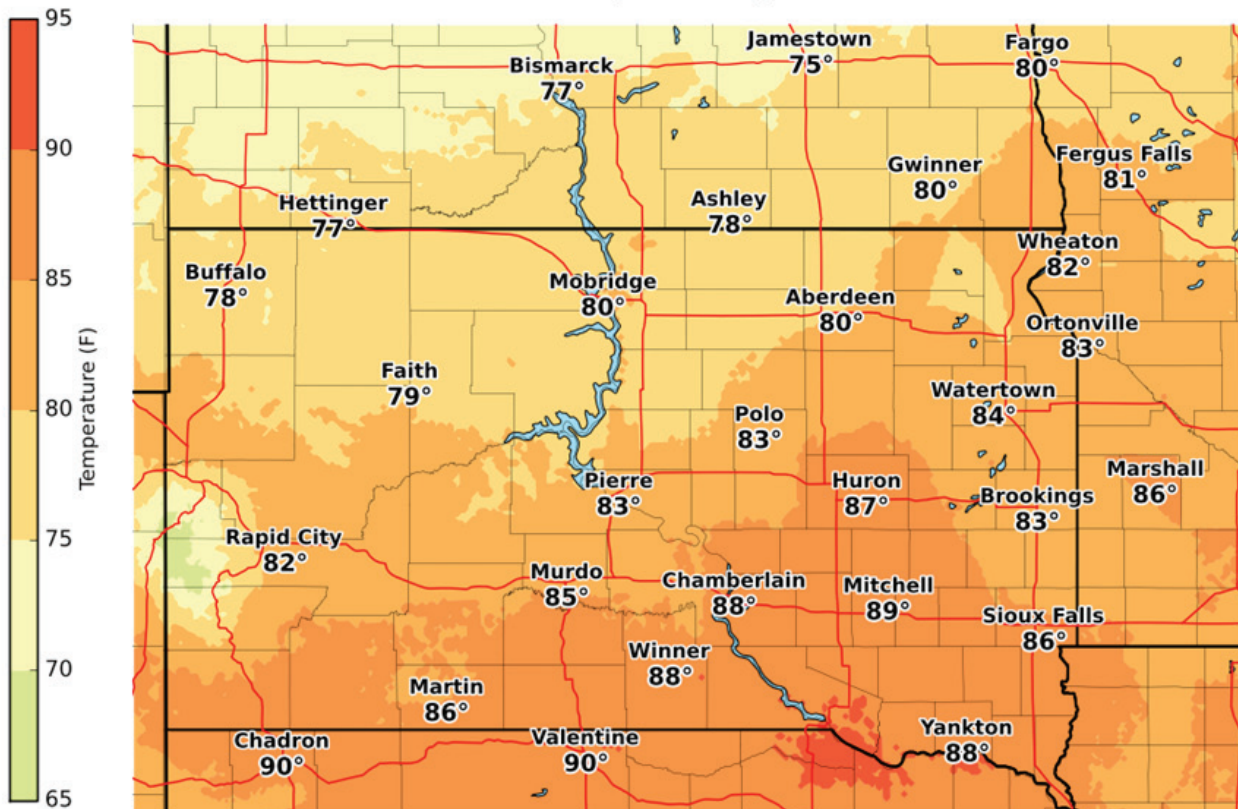 95
90
85
80
75
70
65
Temperature (F)
Jamestown
75°
Fargo
80°
Bismarck
77°
Fergus Falls
81°
Gwinner
80°
Hettinger
77°
Ashley
78°
Wheaton
82°
Buffalo
78°
Mobridge
80°
Aberdeen
80°
Ortonville
83°
Faith
79°
Watertown
84°
Polo
83°
Marshall
86°
Pierre
83°
Huron
87°
Brookings
83°
Rapid City
82°
Murdo
85°
Chamberlain
88°
Mitchell
89°
Sioux Falls
86°
Winner
88°
Martin
86°
Chadron
90°
Valentine
90°
Yankton
88°